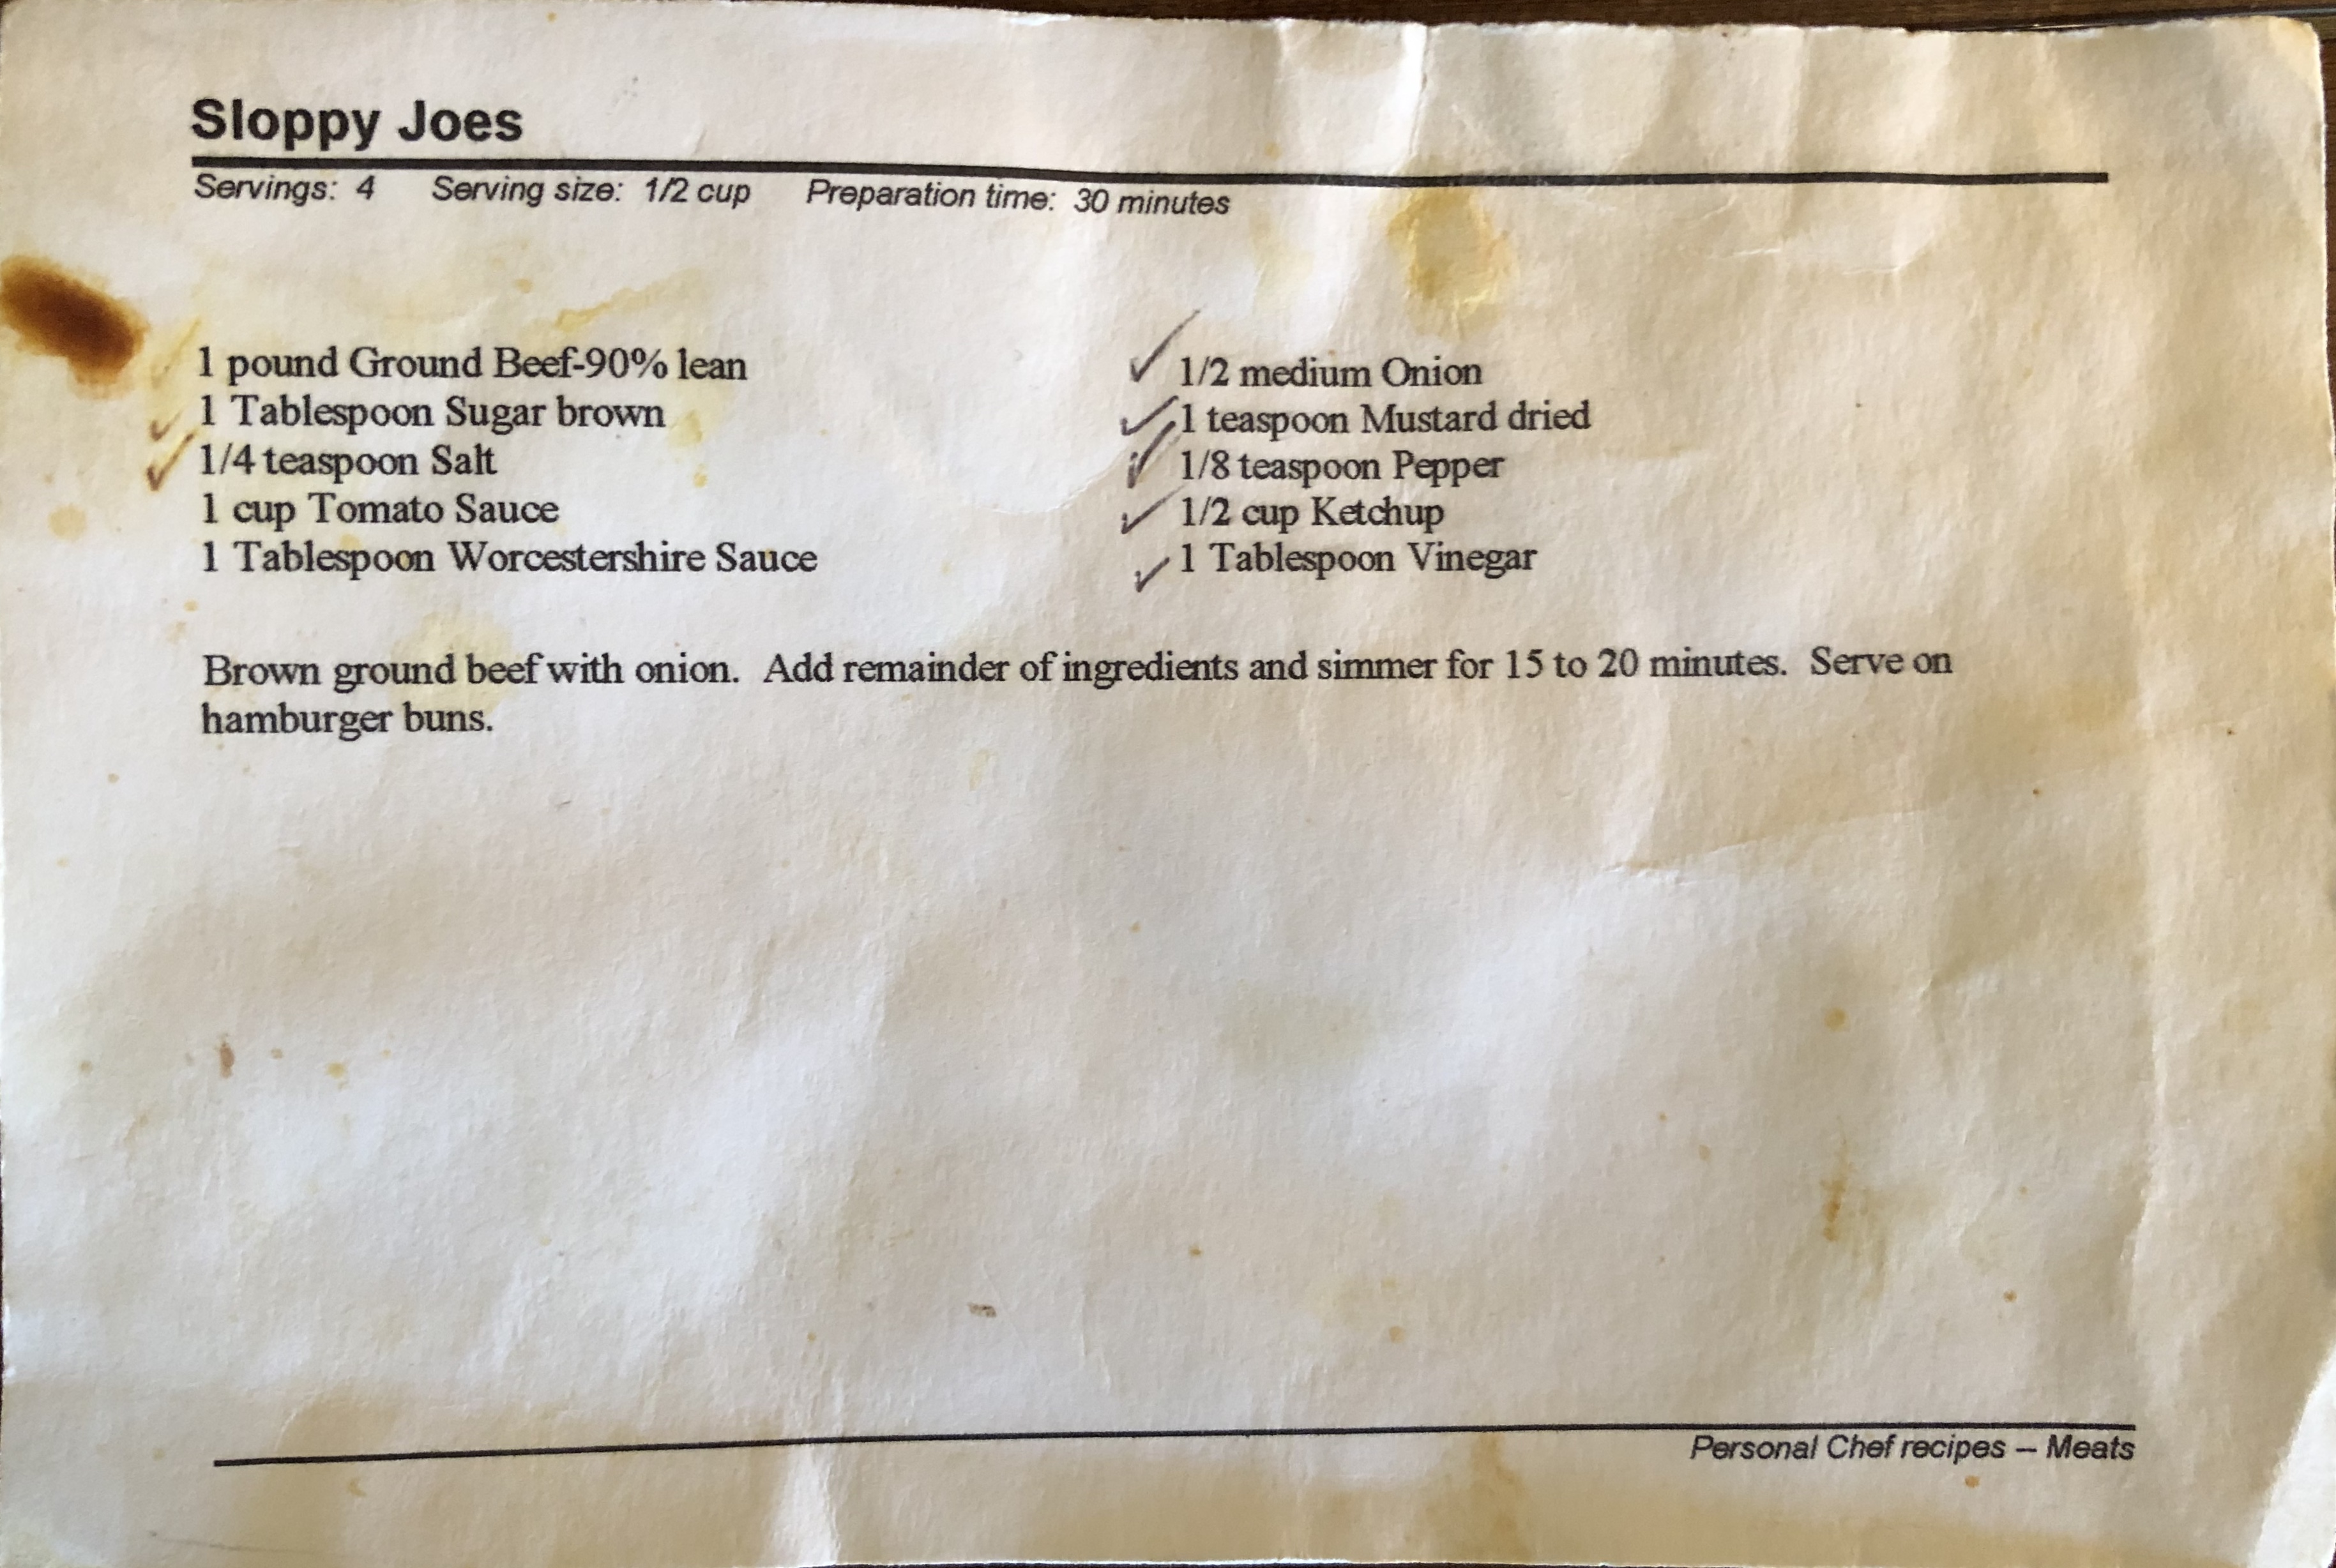 Sloppy Joes
Servings: 4 Serving size: 1/2 cup Preparation time: 30 minutes
1 pound Ground Beef-90% lean
1 Tablespoon Sugar brown
1/4 teaspoon Salt
1 cup Tomato Sauce
1 Tablespoon Worcestershire Sauce
✓ 1/2 medium Onion
✓ 1 teaspoon Mustard dried
✓ 1/8 teaspoon Pepper
✓ 1/2 cup Ketchup
✓ 1 Tablespoon Vinegar
Brown ground beef with onion. Add remainder of ingredients and simmer for 15 to 20 minutes. Serve on
hamburger buns.
Personal Chef recipes – Meats